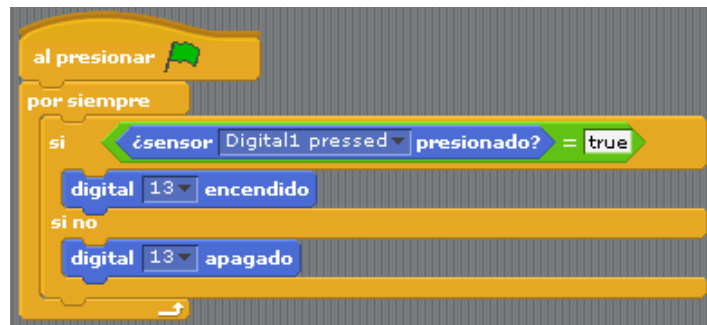 al presionar
por siempre
si ¿sensor Digital1 pressed presionado? = true
digital 13 encendido
si no
digital 13 apagado